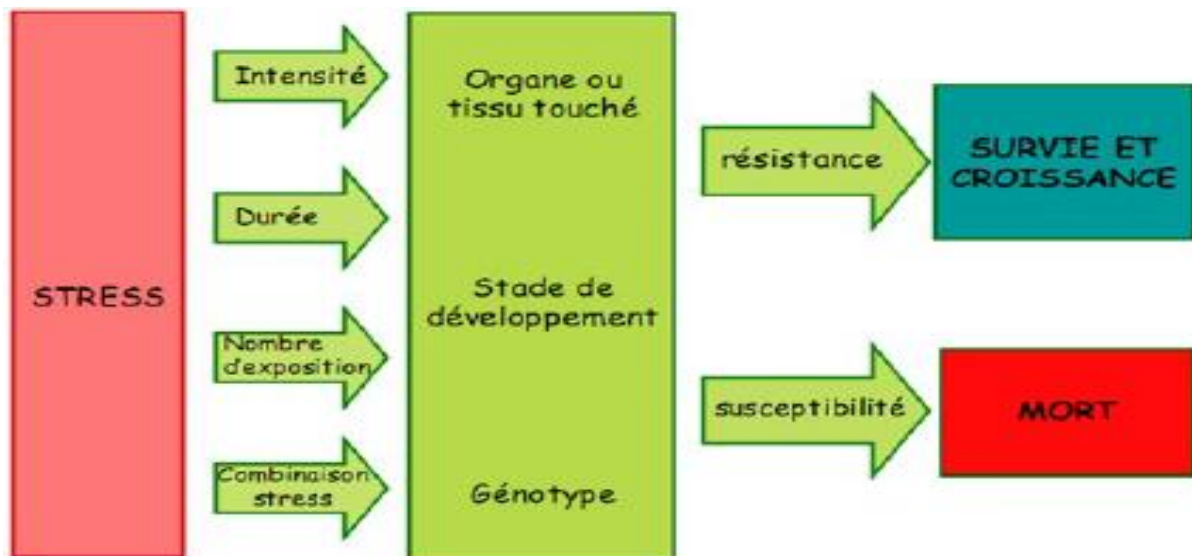 STRESS
Intensité
Durée
Nombre
d'exposition
Combinaison
stress
Organe ou
tissu touché
Stade de
développement
Génotype
résistance
susceptibilité
SURVIE ET
CROISSANCE
MORT